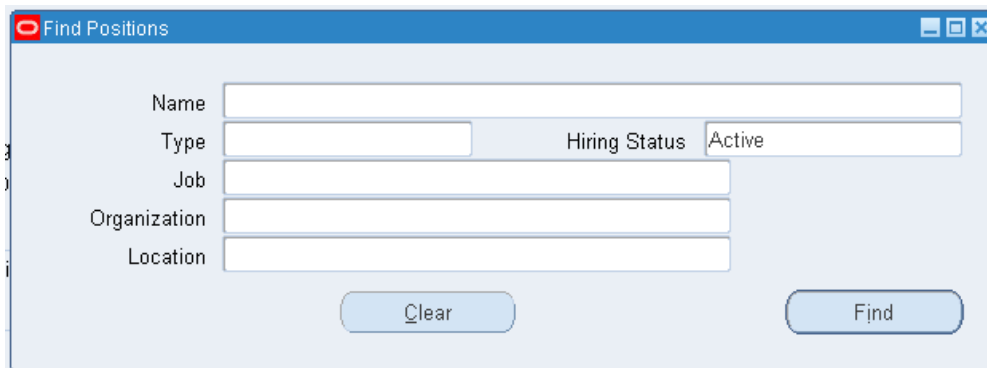 Find Positions
Name
Type Hiring Status Active
Job
Organization
Location
Clear Find